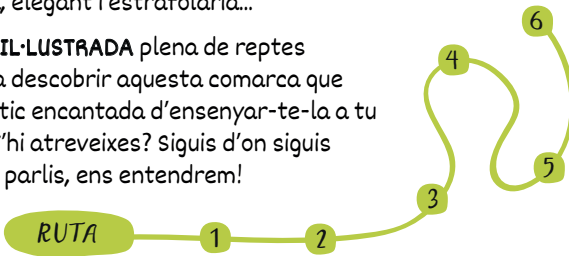 , elegant i estrafolària...
IL·LUSTRADA plena de reptes
a descobrir aquesta comarca que
tic encantada d'ensenyar-te-la a tu
'hi atreveixes? Siguis d'on siguis
parlis, ens entendrem!
RUTA
1
2
3
4
5
6